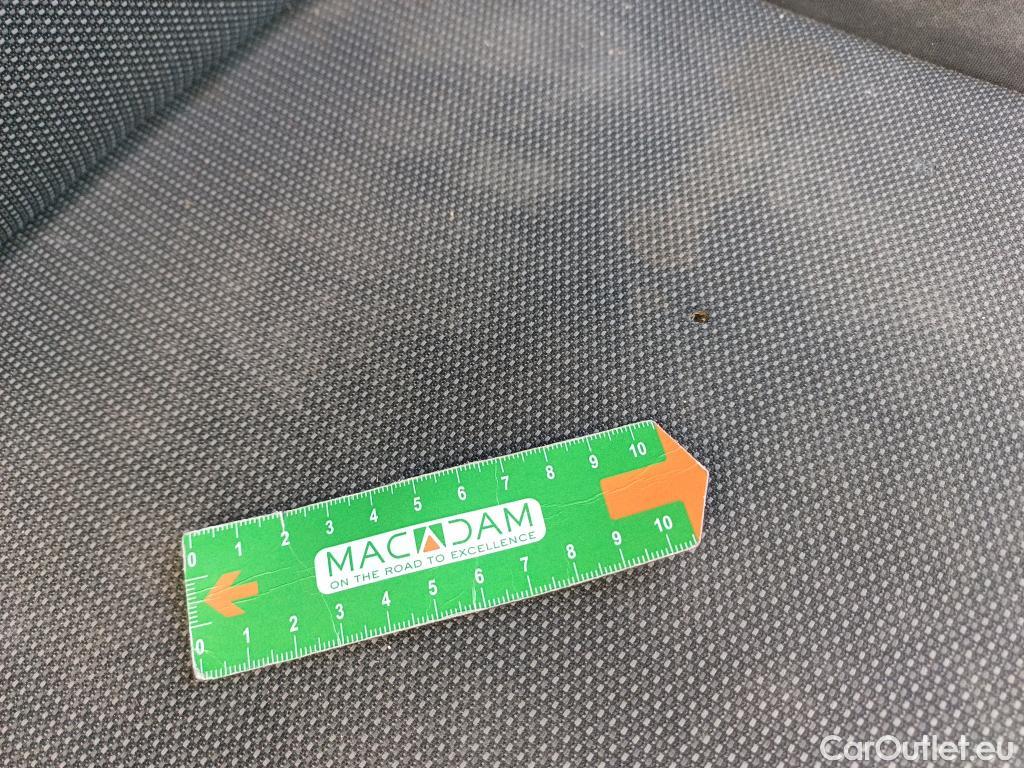 0 1 2 3 4 5 6 7 8 9 10
MACADAM
ON THE ROAD TO EXCELLENCE
0 1 2 3 4 5 6 7 8 9 10
CarOutlet.eu